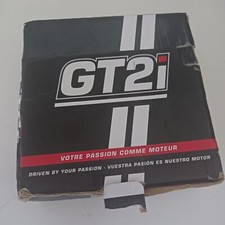 GT2i
VOTRE PASSION COMME MOTEUR
DRIVEN BY YOUR PASSION - VUESTRA PASIÓN ES NUESTRO MOTOR